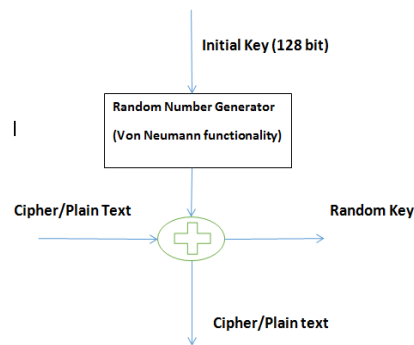 Initial Key (128 bit)
Random Number Generator
(Von Neumann functionality)
Cipher/Plain Text
Random Key
Cipher/Plain text